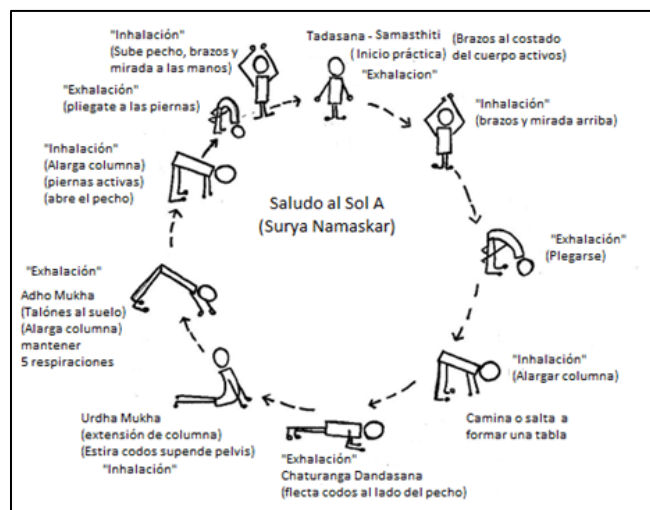 Tadasana - Samasthiti
( Inicio práctica)
"Exhalacion"
(Brazos al costado
del cuerpo activos)
"Inhalación"
(brazos y mirada arriba)
"Exhalación"
(Plegarse)
"Inhalación"
(Alargar columna)
Camina o salta a
formar una tabla
"Exhalación"
Chaturanga Dandasana
(flecta codos al lado del pecho)
Urdha Mukha
(extensión de columna)
(Estira codos supende pelvis)
"Inhalación"
"Exhalación"
Adho Mukha
(Talónes al suelo)
(Alarga columna)
mantener
5 respiraciones
"Inhalación"
(Alarga columna)
(piernas activas)
(abre el pecho)
"Exhalación"
(pliegate a las piernas)
"Inhalación"
(Sube pecho, brazos y
mirada a las manos)
Saludo al Sol A
(Surya Namaskar)